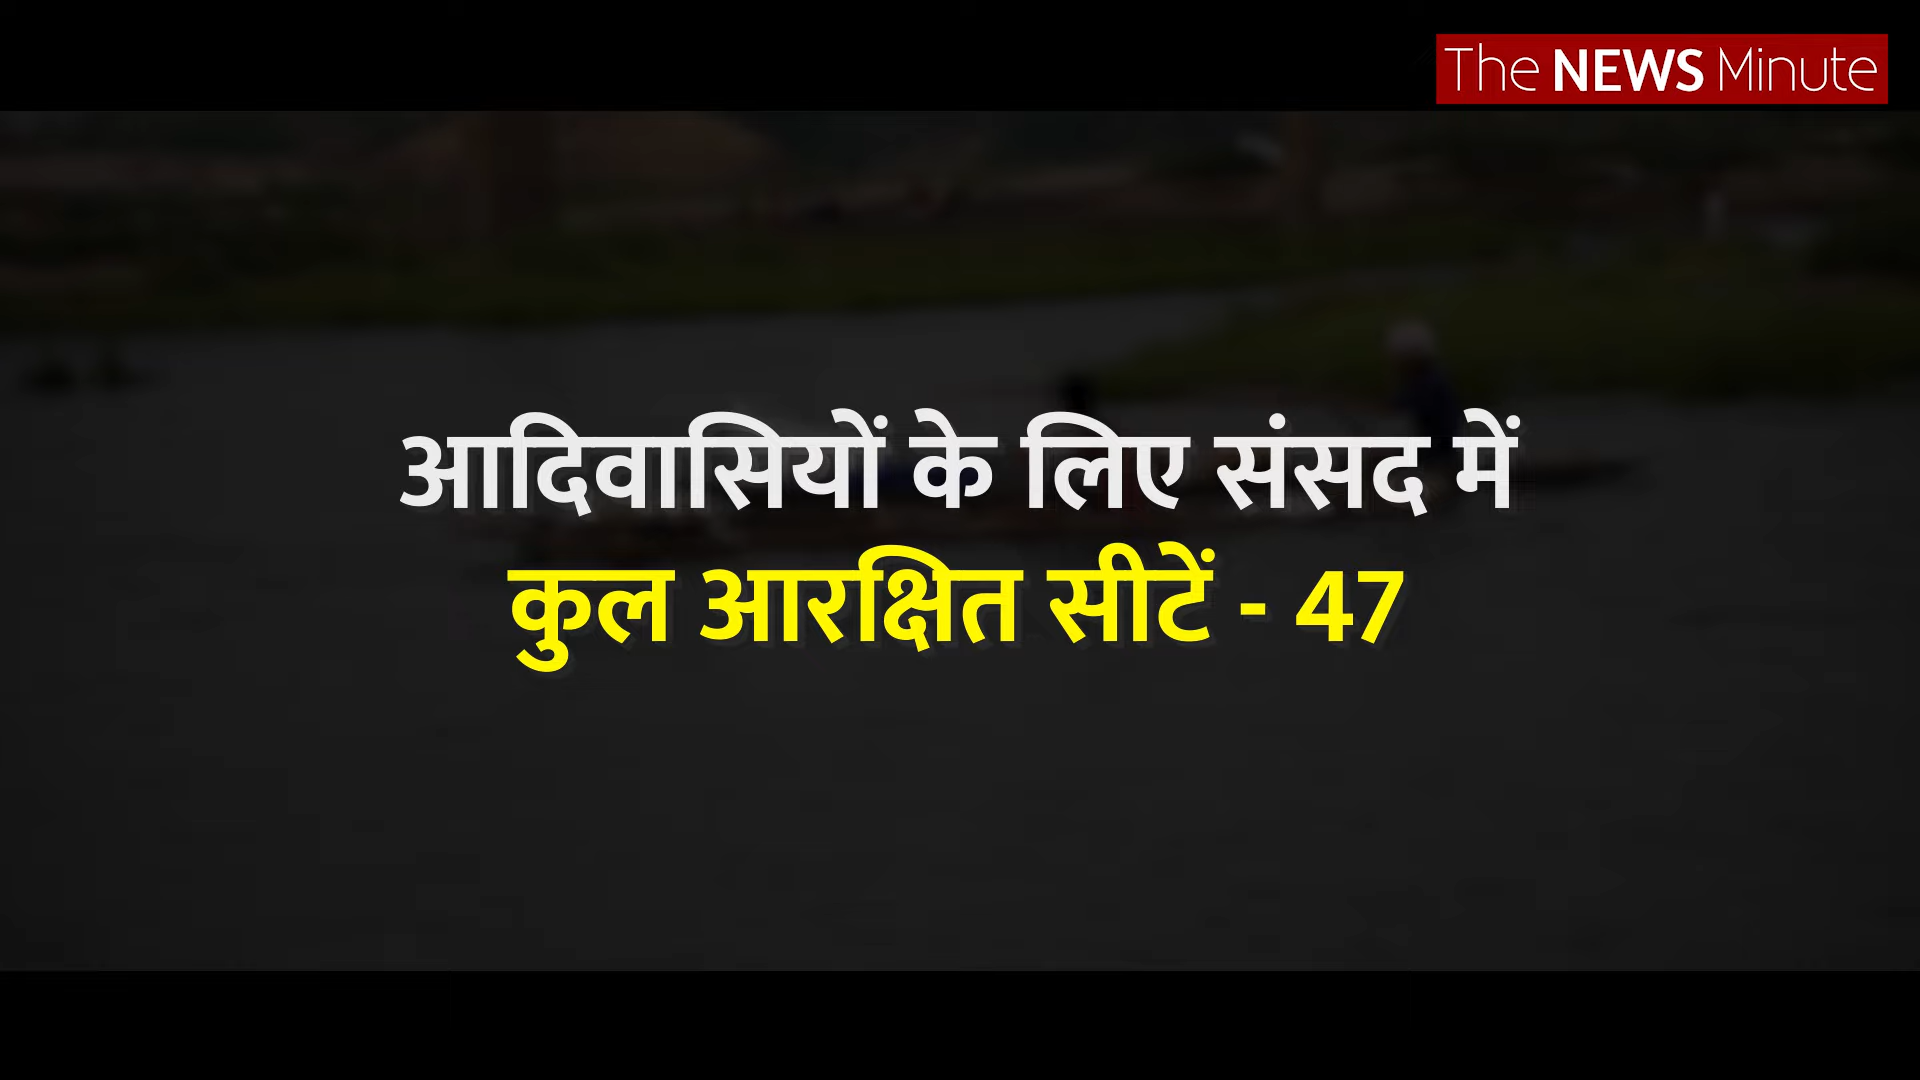 The NEWS Minute
आदिवासियों के लिए संसद में
कुल आरक्षित सीटें - 47